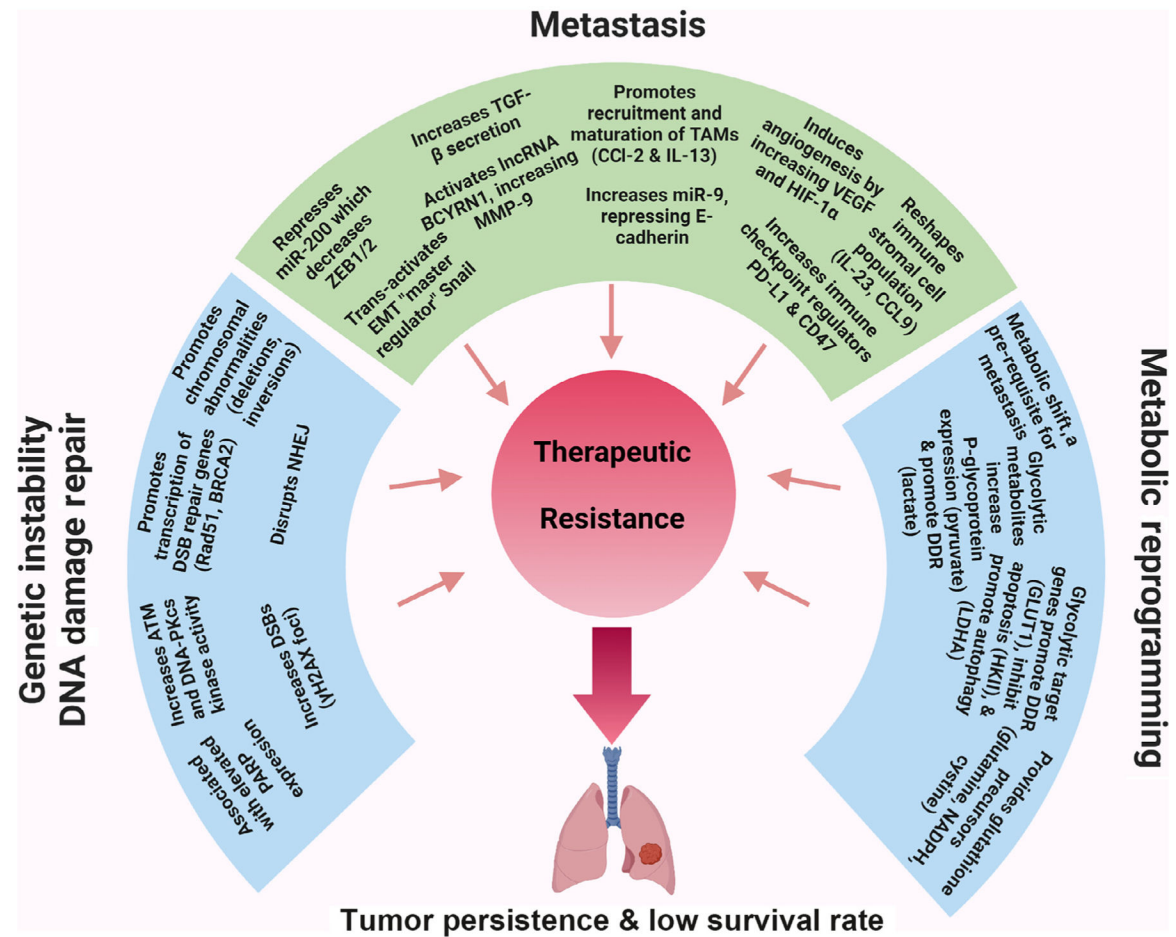 Metastasis
Represses
miR-200 which
decreases
ZEB1/2
Increases TGF-
β secretion
Trans-activates
EMT "master
regulator" Snail
Activates lncRNA
BCYRN1, increasing
MMP-9
Promotes
recruitment and
maturation of TAMs
(CCl-2 & IL-13)
Increases miR-9,
repressing E-
cadherin
Induces
angiogenesis by
increasing VEGF
and HIF-1α
Increases immune
checkpoint regulators
PD-L1 & CD47
Reshapes
immune
stromal cell
population
(IL-23, CCL9)
Genetic instability
DNA damage repair
Promotes
chromosomal
abnormalities
(deletions,
inversions)
Promotes
transcription of
DSB repair genes
(Rad51, BRCA2)
Disrupts NHEJ
Increases ATM
and DNA-PKcs
kinase activity
Increases DSBs
(γH2AX foci)
Associated
with elevated
PARP
expression
Metabolic reprogramming
Metabolic shift, a
pre-requisite for
metastasis
Glycolytic
metabolites
increase
P-glycoprotein
expression (pyruvate)
& promote DDR
(lactate)
Glycolytic target
genes promote DDR
(GLUT1), inhibit
apoptosis (HKII), &
promote autophagy
(LDHA)
Provides glutathione
precursors
(glutamine, NADPH,
cystine)
Therapeutic
Resistance
Tumor persistence & low survival rate